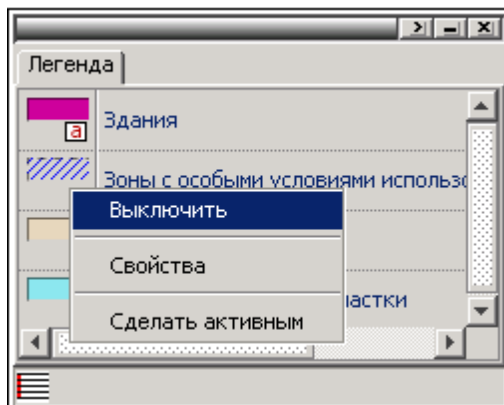 Легенда
a
Здания
Зоны с особыми условиями использо
Выключить
Свойства
астки
Сделать активным